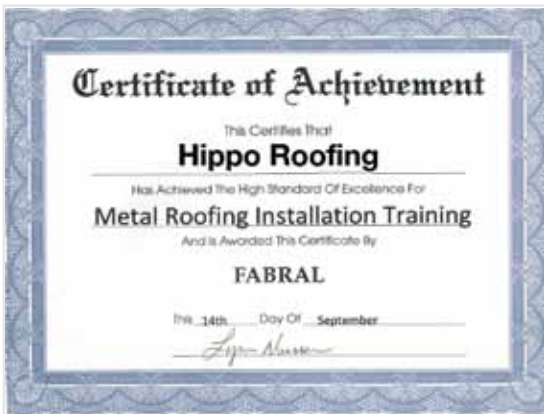 Certificate of Achievement
This Certifies That
Hippo Roofing
Has Achieved The High Standard Of Excellence For
Metal Roofing Installation Training
And is Awarded This Certificate By
FABRAL
This 14th Day Of September